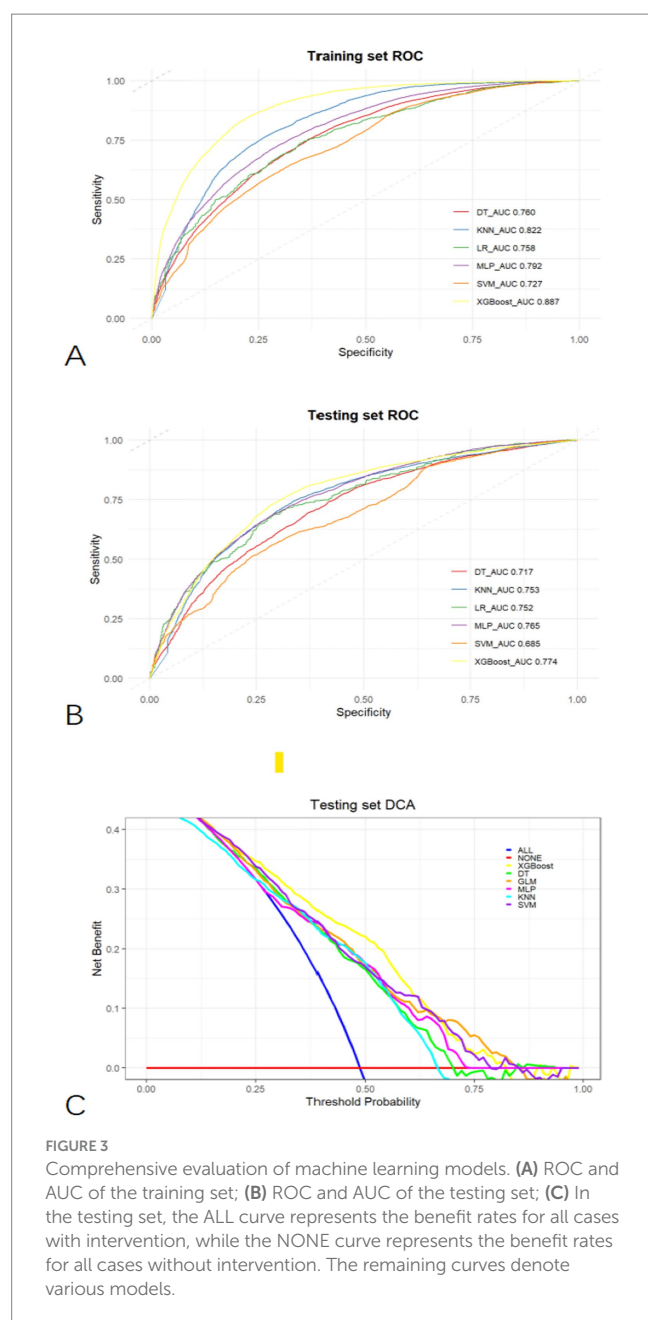 Training set ROC
1.00
0.75
0.50
0.25
0.00
Sensitivity
DT_AUC 0.760
KNN_AUC 0.822
LR_AUC 0.758
MLP_AUC 0.792
SVM_AUC 0.727
XGBoost_AUC 0.887
0.00 0.25 0.50 0.75 1.00
Specificity
A
Testing set ROC
1.00
0.75
0.50
0.25
0.00
Sensitivity
DT_AUC 0.717
KNN_AUC 0.753
LR_AUC 0.752
MLP_AUC 0.765
SVM_AUC 0.685
XGBoost_AUC 0.774
0.00 0.25 0.50 0.75 1.00
Specificity
B
Testing set DCA
0.4
0.3
0.2
0.1
0.0
Net Benefit
ALL
NONE
XGBoost
DT
GLM
MLP
KNN
SVM
0.00 0.25 0.50 0.75 1.00
Threshold Probability
C
FIGURE 3
Comprehensive evaluation of machine learning models. (A) ROC and
AUC of the training set; (B) ROC and AUC of the testing set; (C) In
the testing set, the ALL curve represents the benefit rates for all cases
with intervention, while the NONE curve represents the benefit rates
for all cases without intervention. The remaining curves denote
various models.